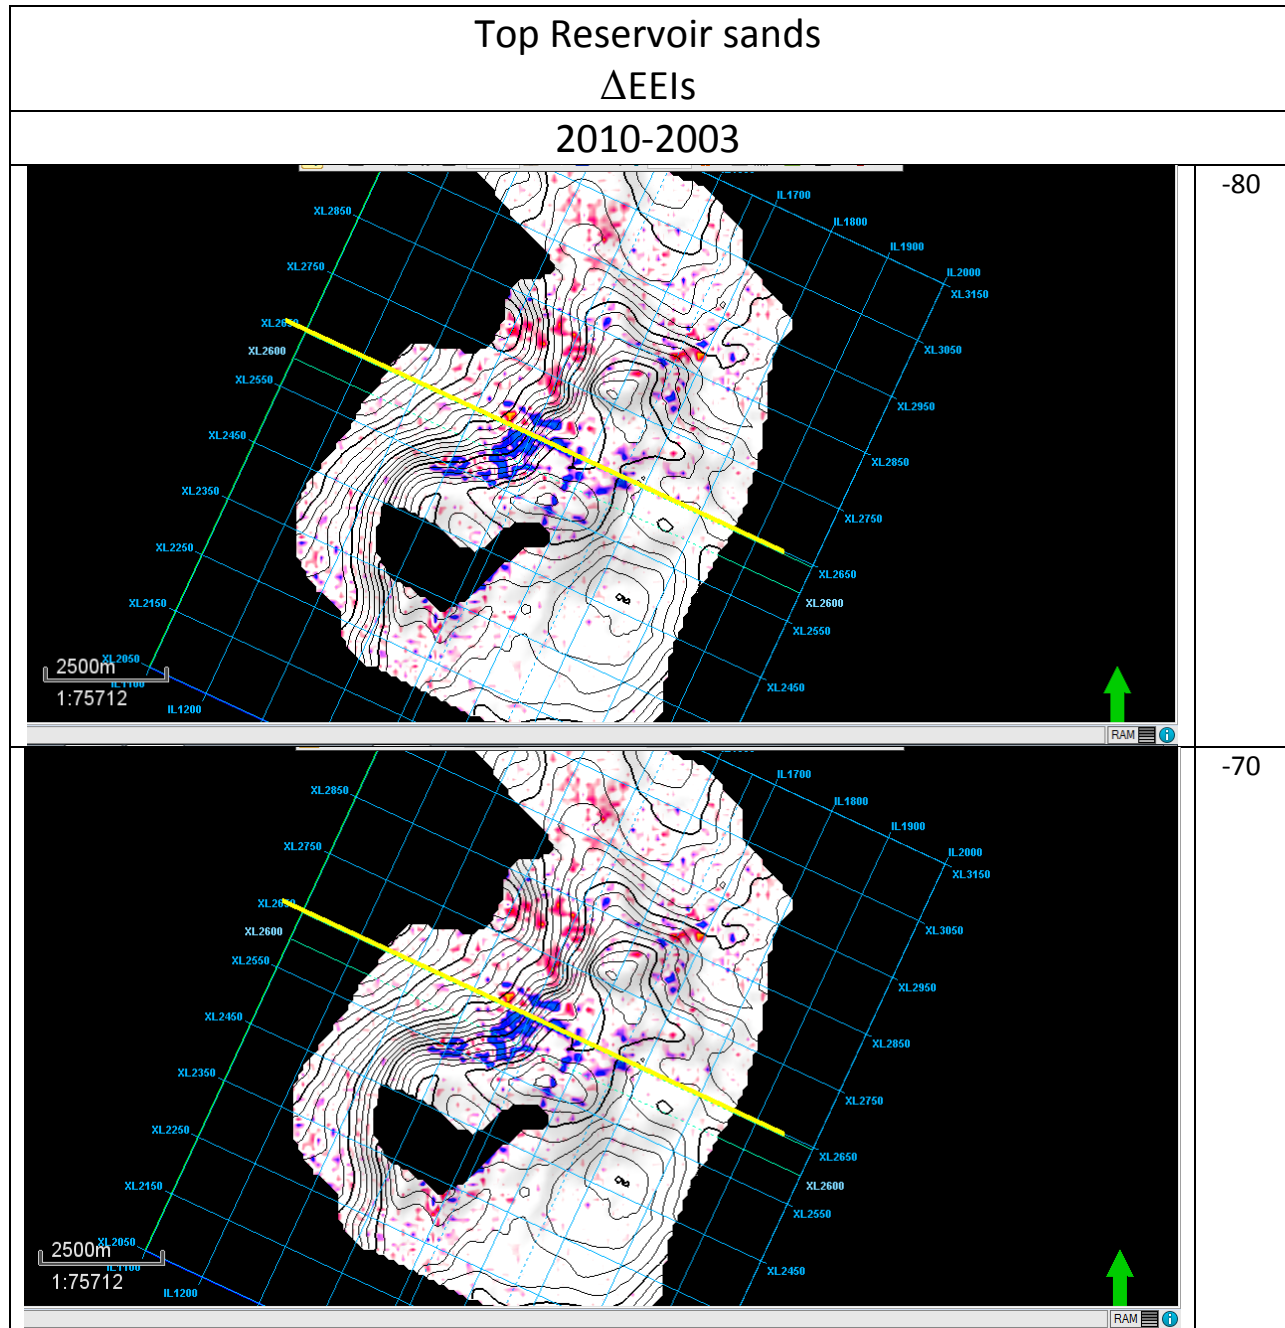 Top Reservoir sands
ΔEEIs
2010-2003
-80
IL1700
XL2850
IL1800
IL1900
XL2750
IL2000
XL3150
XL3050
XL2600
XL2550
XL2950
XL2450
XL2850
XL2350
XL2750
XL2250
XL2650
XL2150
XL2600
XL2550
XL2050
2500m
XL2450
1:75712
IL1200
RAM
-70
IL1700
XL2850
IL1800
IL1900
XL2750
IL2000
XL3150
XL2600
XL3050
XL2550
XL2950
XL2450
XL2850
XL2350
XL2750
XL2250
XL2650
XL2150
XL2600
XL2550
XL2050
2500m
XL2450
1:75712
IL1200
RAM